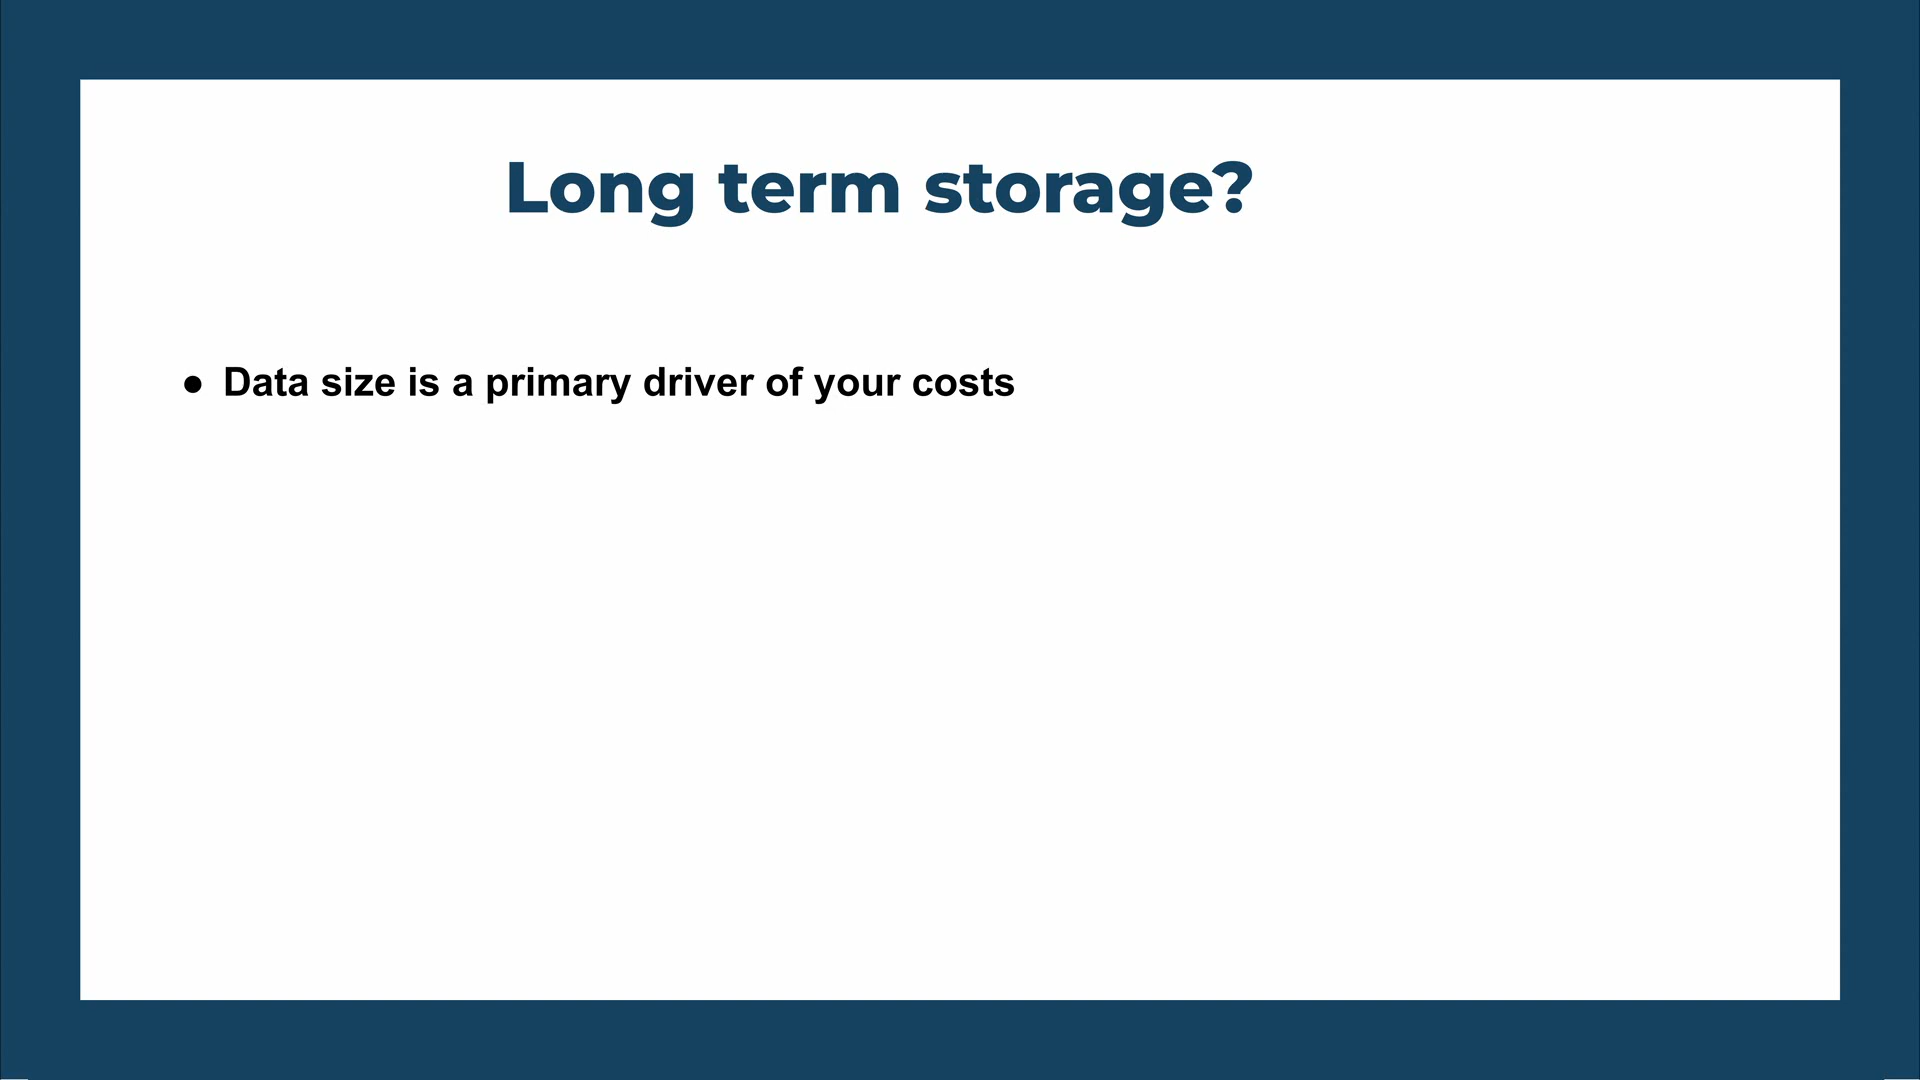 Long term storage?
● Data size is a primary driver of your costs